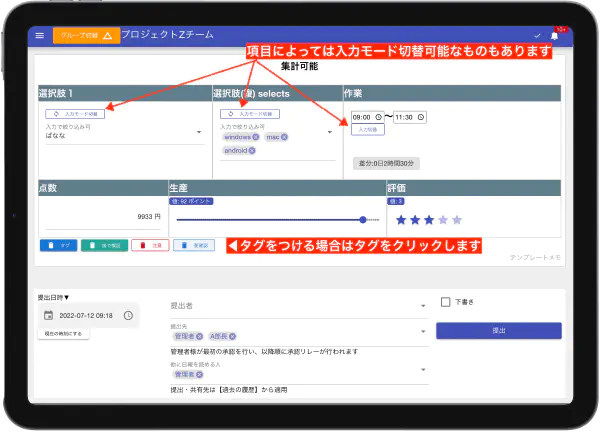 グループ切替
プロジェクトZチーム
10+
項目によっては入力モード切替可能なものもあります
集計可能
選択肢 1
選択肢(複) selects
作業
入力モード切替
入力モード切替
09:00 〜 11:30
入力切替
入力で絞り込み可
ばなな
入力で絞り込み可
windows
mac
android
差分:0日2時間30分
点数
生産
評価
9933 円
値: 92 ポイント
値: 3
タグ
後で確認
注意
要確認
◀タグをつける場合はタグをクリックします
テンプレートメモ
提出日時▼
2022-07-12 09:18
現在の時刻にする
提出者
下書き
提出先
管理者
A部長
提出
管理者様が最初の承認を行い、以降順に承認リレーが行われます
他に日報を読める人
管理者
提出・共有先は【過去の履歴】から適用